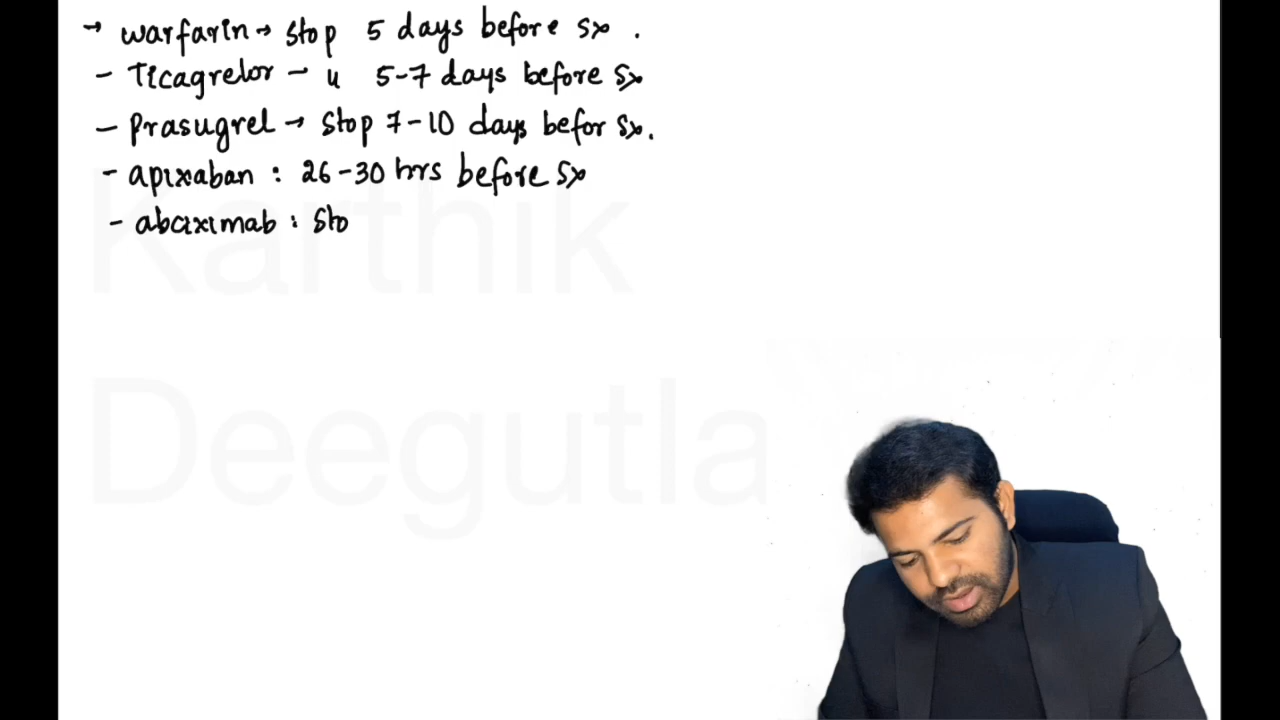 → warfarin → stop 5 days before Sx.
- Ticagrelor - " 5-7 days before Sx
- Prasugrel → stop 7-10 days befor Sx.
- apixaban : 26-30 hrs before Sx
- abciximab : Sto
Karthik
Deegutla